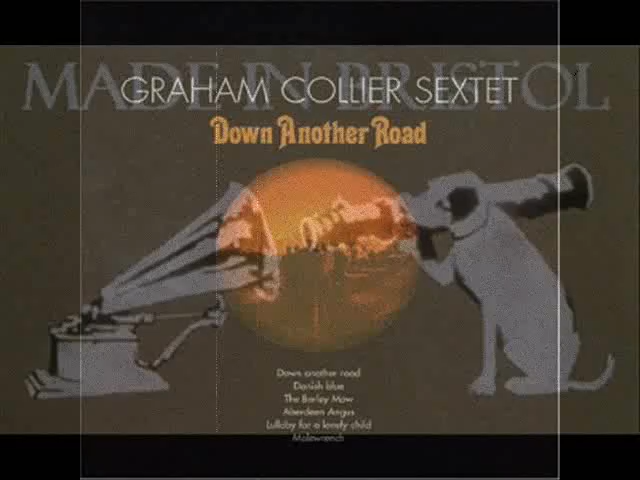 MADE IN BRISTOL
GRAHAM COLLIER SEXTET
Down Another Road
Down another road
Danish blue
The Barley Mow
Aberdeen Angus
Lullaby for a lonely child
Molewrench